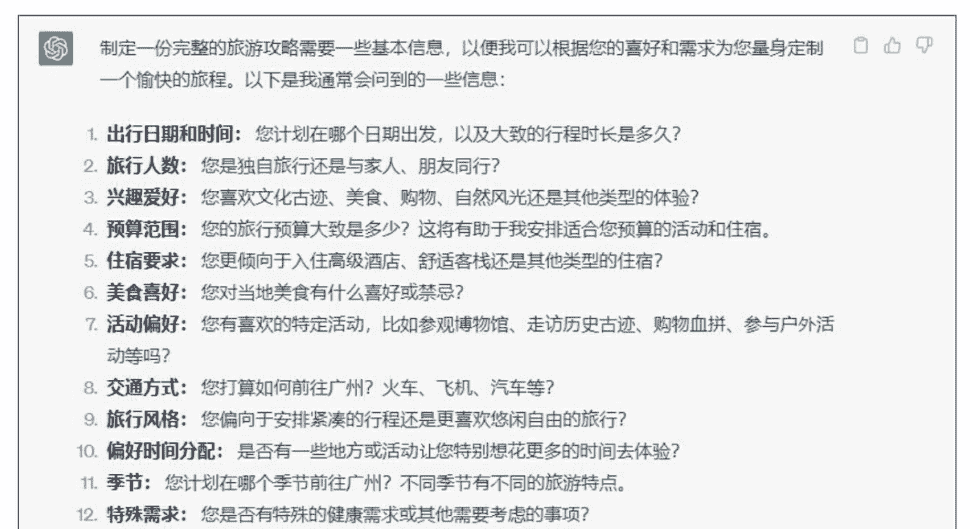 制定一份完整的旅游攻略需要一些基本信息，以便我可以根据您的喜好和需求为您量身定制
一个愉快的旅程。以下是我通常会问到的一些信息：
1. 出行日期和时间：您计划在哪个日期出发，以及大致的行程时长是多久？
2. 旅行人数：您是独自旅行还是与家人、朋友同行？
3. 兴趣爱好：您喜欢文化古迹、美食、购物、自然风光还是其他类型的体验？
4. 预算范围：您的旅行预算大致是多少？这将有助于我安排适合您预算的活动和住宿。
5. 住宿要求：您更倾向于入住高级酒店、舒适客栈还是其他类型的住宿？
6. 美食喜好：您对当地美食有什么喜好或禁忌？
7. 活动偏好：您有喜欢的特定活动，比如参观博物馆、走访历史古迹、购物血拼、参与户外活
动等吗？
8. 交通方式：您打算如何前往广州？火车、飞机、汽车等？
9. 旅行风格：您偏向于安排紧凑的行程还是更喜欢悠闲自由的旅行？
10. 偏好时间分配：是否有一些地方或活动让您特别想花更多的时间去体验？
11. 季节：您计划在哪个季节前往广州？不同季节有不同的旅游特点。
12. 特殊需求：您是否有特殊的健康需求或其他需要考虑的事项？